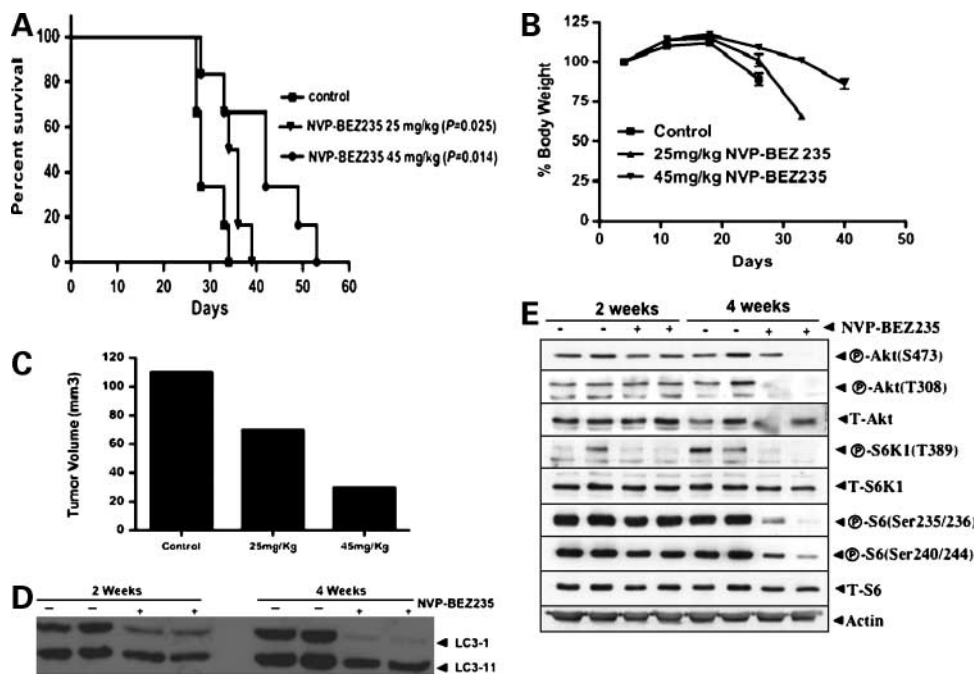 A
Percent survival
100
80
60
40
20
0
0 10 20 30 40 50 60
Days
control
NVP-BEZ235 25 mg/kg (P=0.025)
NVP-BEZ235 45 mg/kg (P=0.014)
B
% Body Weight
125
100
75
50
25
0
0 10 20 30 40 50
Days
Control
25mg/kg NVP-BEZ 235
45mg/kg NVP-BEZ235
C
Tumor Volume (mm3)
120
100
80
60
40
20
0
Control 25mg/Kg 45mg/Kg
D
2 Weeks 4 Weeks
NVP-BEZ235
– – + + – – + +
LC3-1
LC3-11
E
2 weeks 4 weeks
- - + + - - + + NVP-BEZ235
Ⓟ-Akt(S473)
Ⓟ-Akt(T308)
T-Akt
Ⓟ-S6K1(T389)
T-S6K1
Ⓟ-S6(Ser235/236)
Ⓟ-S6(Ser240/244)
T-S6
Actin